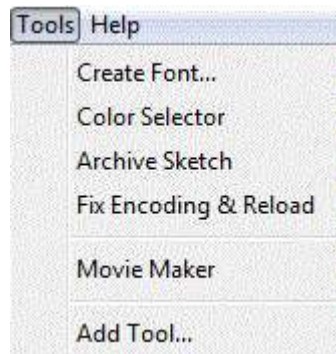 Tools Help
Create Font...
Color Selector
Archive Sketch
Fix Encoding & Reload
Movie Maker
Add Tool...